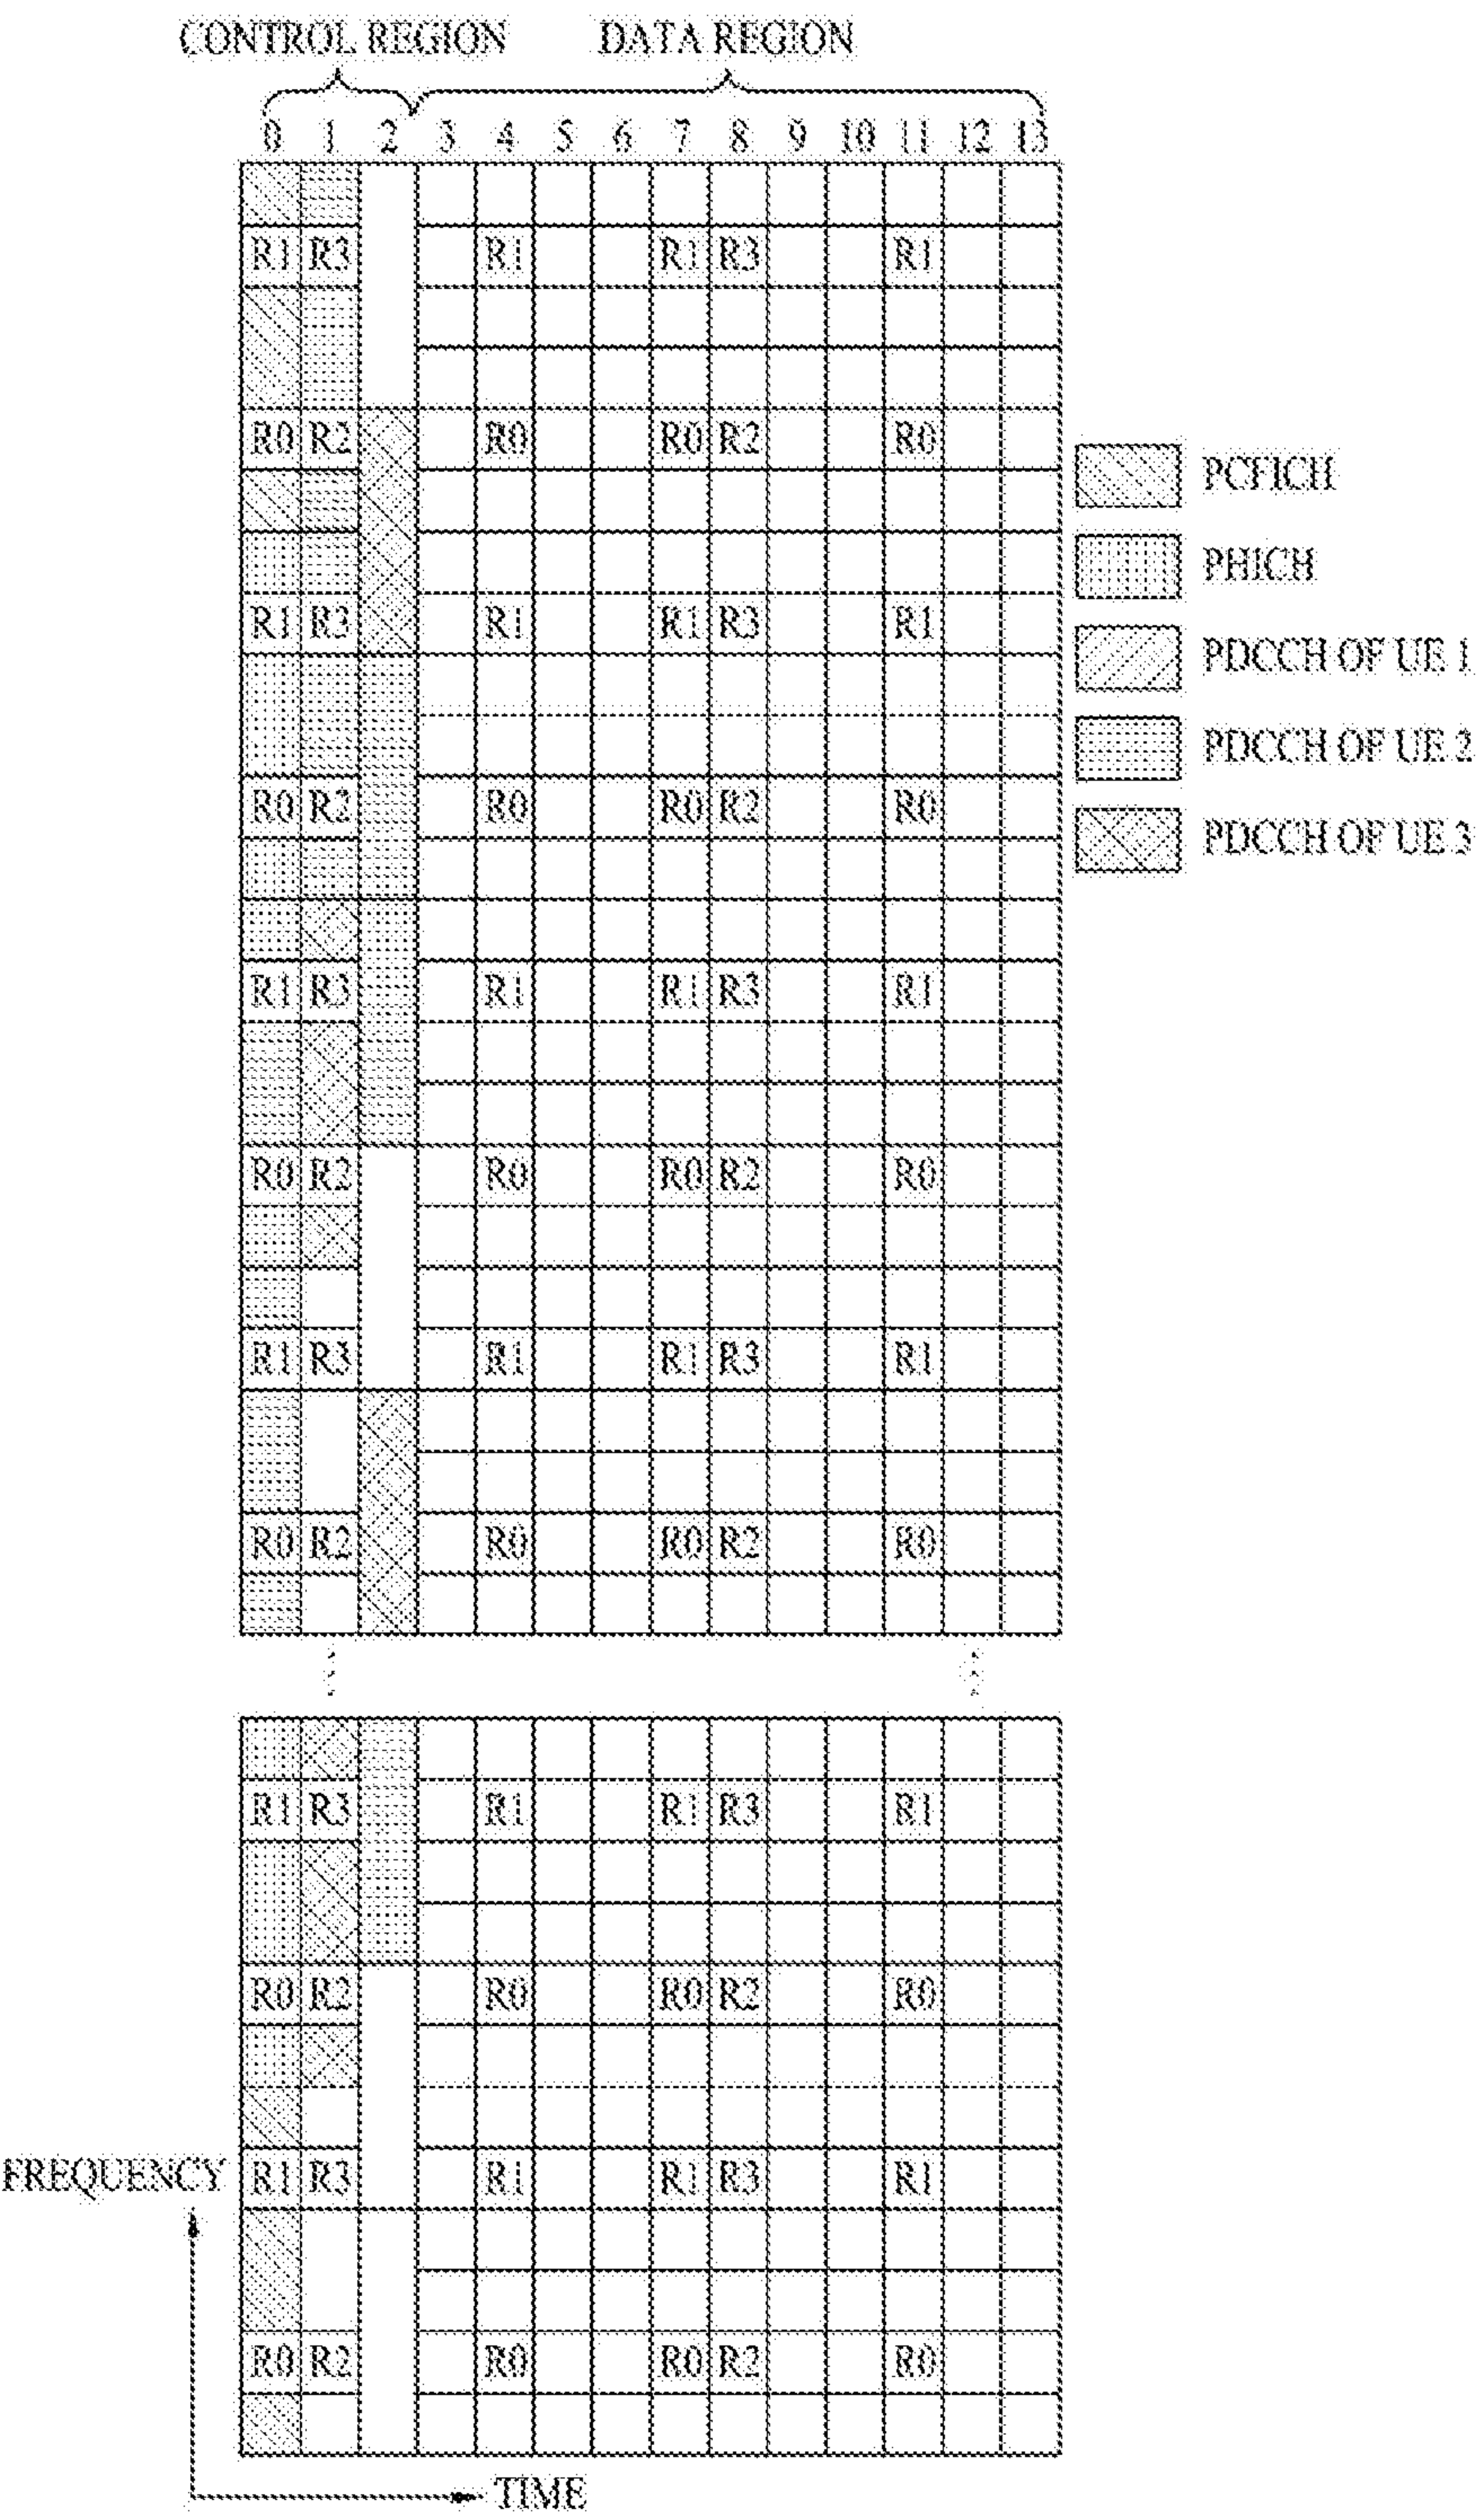 CONTROL REGION DATA REGION
0 1 2 3 4 5 6 7 8 9 10 11 12 13
R1 R3 R1 R1 R3 R1
R0 R2 R0 R0 R2 R0
PCFICH
PHICH
R1 R3 R1 R1 R3 R1
PDCCH OF UE 1
PDCCH OF UE 2
R0 R2 R0 R0 R2 R0
PDCCH OF UE 3
R1 R3 R1 R1 R3 R1
R0 R2 R0 R0 R2 R0
R1 R3 R1 R1 R3 R1
R0 R2 R0 R0 R2 R0
R1 R3 R1 R1 R3 R1
R0 R2 R0 R0 R2 R0
FREQUENCY R1 R3 R1 R1 R3 R1
R0 R2 R0 R0 R2 R0
TIME